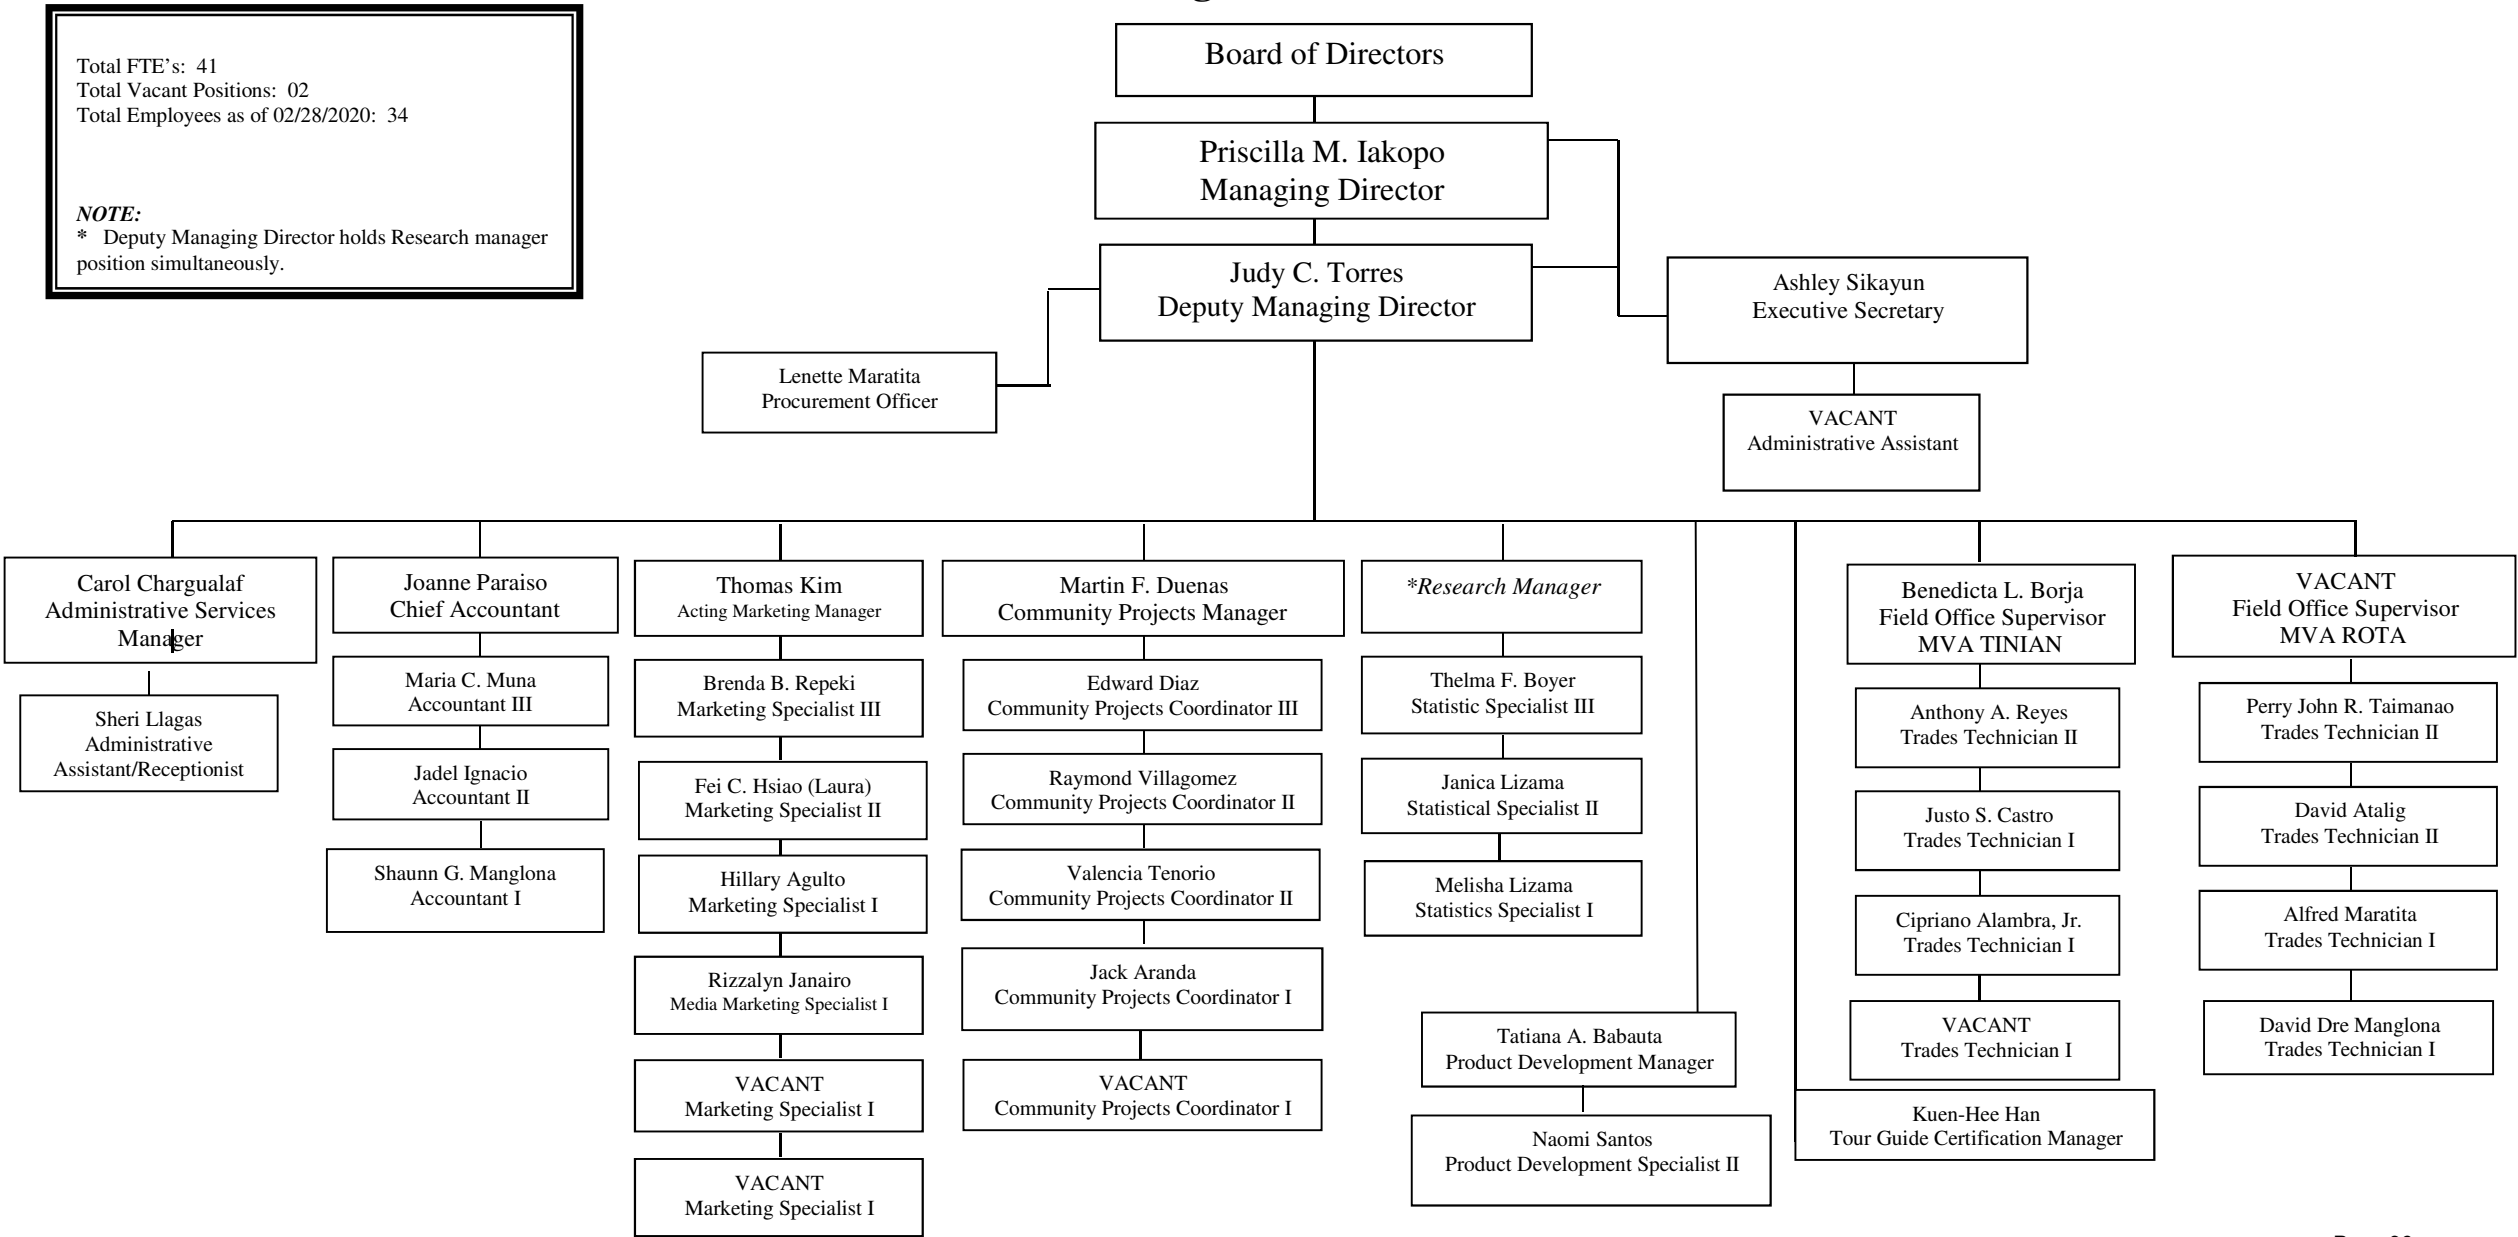 Total FTE's: 41
Total Vacant Positions: 02
Total Employees as of 02/28/2020: 34
NOTE:
* Deputy Managing Director holds Research manager
position simultaneously.
Board of Directors
Priscilla M. Iakopo
Managing Director
Judy C. Torres
Deputy Managing Director
Ashley Sikayun
Executive Secretary
Lenette Maratita
Procurement Officer
VACANT
Administrative Assistant
Carol Chargualaf
Administrative Services
Manager
Sheri Llagas
Administrative
Assistant/Receptionist
Joanne Paraiso
Chief Accountant
Maria C. Muna
Accountant III
Jadel Ignacio
Accountant II
Shaunn G. Manglona
Accountant I
Thomas Kim
Acting Marketing Manager
Brenda B. Repeki
Marketing Specialist III
Fei C. Hsiao (Laura)
Marketing Specialist II
Hillary Agulto
Marketing Specialist I
Rizzalyn Janairo
Media Marketing Specialist I
VACANT
Marketing Specialist I
VACANT
Marketing Specialist I
Martin F. Duenas
Community Projects Manager
Edward Diaz
Community Projects Coordinator III
Raymond Villagomez
Community Projects Coordinator II
Valencia Tenorio
Community Projects Coordinator II
Jack Aranda
Community Projects Coordinator I
VACANT
Community Projects Coordinator I
*Research Manager
Thelma F. Boyer
Statistic Specialist III
Janica Lizama
Statistical Specialist II
Melisha Lizama
Statistics Specialist I
Tatiana A. Babauta
Product Development Manager
Naomi Santos
Product Development Specialist II
Benedicta L. Borja
Field Office Supervisor
MVA TINIAN
Anthony A. Reyes
Trades Technician II
Justo S. Castro
Trades Technician I
Cipriano Alambra, Jr.
Trades Technician I
VACANT
Trades Technician I
Kuen-Hee Han
Tour Guide Certification Manager
VACANT
Field Office Supervisor
MVA ROTA
Perry John R. Taimanao
Trades Technician II
David Atalig
Trades Technician II
Alfred Maratita
Trades Technician I
David Dre Manglona
Trades Technician I